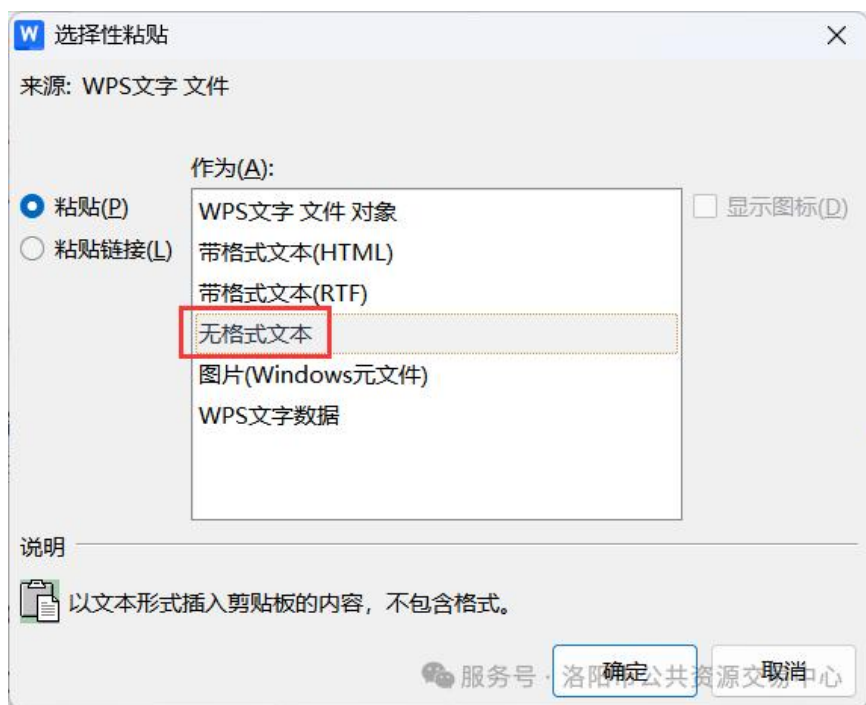 W 选择性粘贴
来源: WPS文字 文件
作为(A):
粘贴(P)
粘贴链接(L)
WPS文字 文件 对象
带格式文本(HTML)
带格式文本(RTF)
无格式文本
图片(Windows元文件)
WPS文字数据
显示图标(D)
说明
以文本形式插入剪贴板的内容，不包含格式。
确定
取消
服务号 · 洛阳市公共资源交易中心